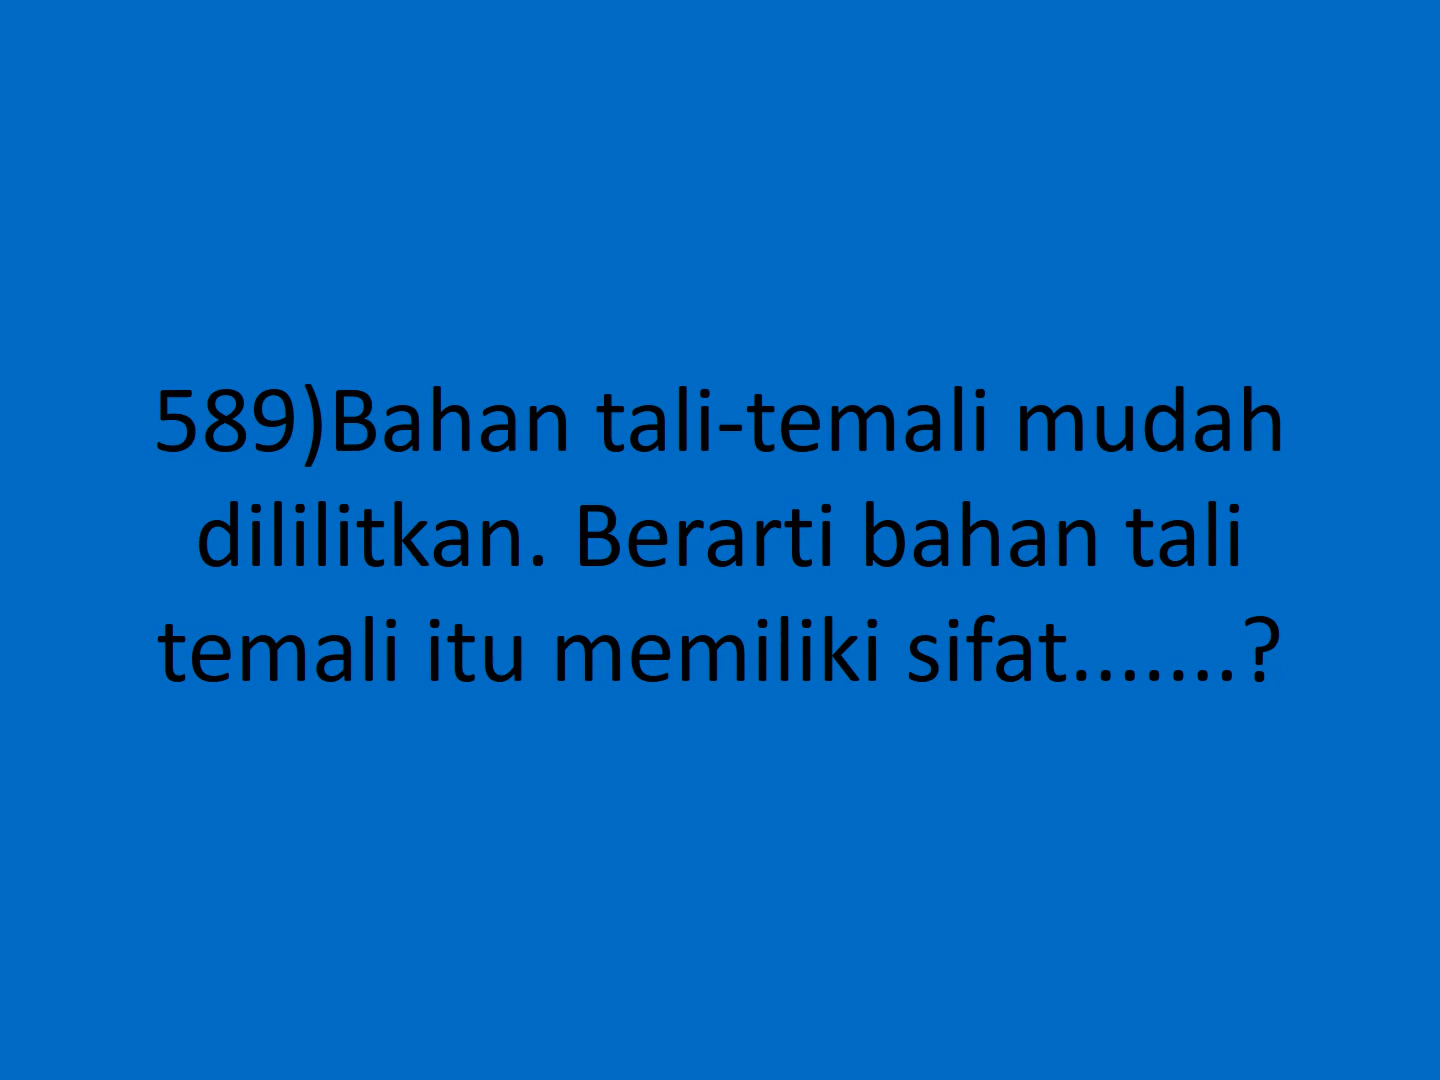 589)Bahan tali-temali mudah
dililitkan. Berarti bahan tali
temali itu memiliki sifat.......?